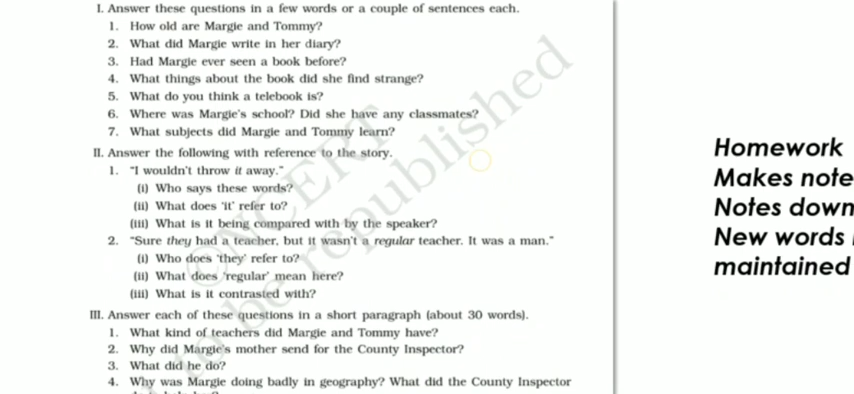 I. Answer these questions in a few words or a couple of sentences each.
1. How old are Margie and Tommy?
2. What did Margie write in her diary?
3. Had Margie ever seen a book before?
4. What things about the book did she find strange?
5. What do you think a telebook is?
6. Where was Margie's school? Did she have any classmates?
7. What subjects did Margie and Tommy learn?
II. Answer the following with reference to the story.
1. "I wouldn't throw it away."
(i) Who says these words?
(ii) What does 'it' refer to?
(iii) What is it being compared with by the speaker?
2. "Sure they had a teacher, but it wasn't a regular teacher. It was a man."
(i) Who does 'they' refer to?
(ii) What does 'regular' mean here?
(iii) What is it contrasted with?
III. Answer each of these questions in a short paragraph (about 30 words).
1. What kind of teachers did Margie and Tommy have?
2. Why did Margie's mother send for the County Inspector?
3. What did he do?
4. Why was Margie doing badly in geography? What did the County Inspector
©NCERT
to be republished
Homework
Makes note
Notes down
New words
maintained